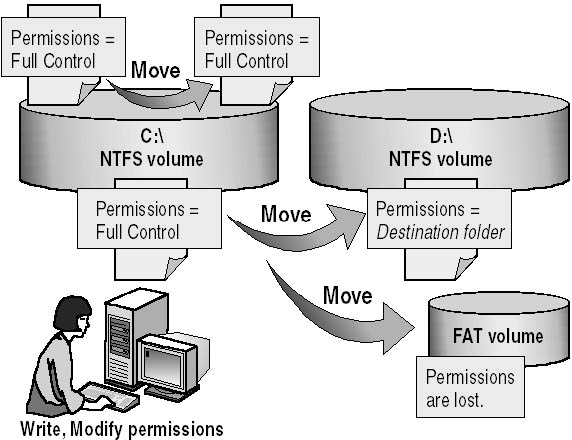 Permissions =
Full Control
Move
Permissions =
Full Control
C:\
NTFS volume
D:\
NTFS volume
Permissions =
Full Control
Move
Permissions =
Destination folder
Move
FAT volume
Permissions
are lost.
Write, Modify permissions